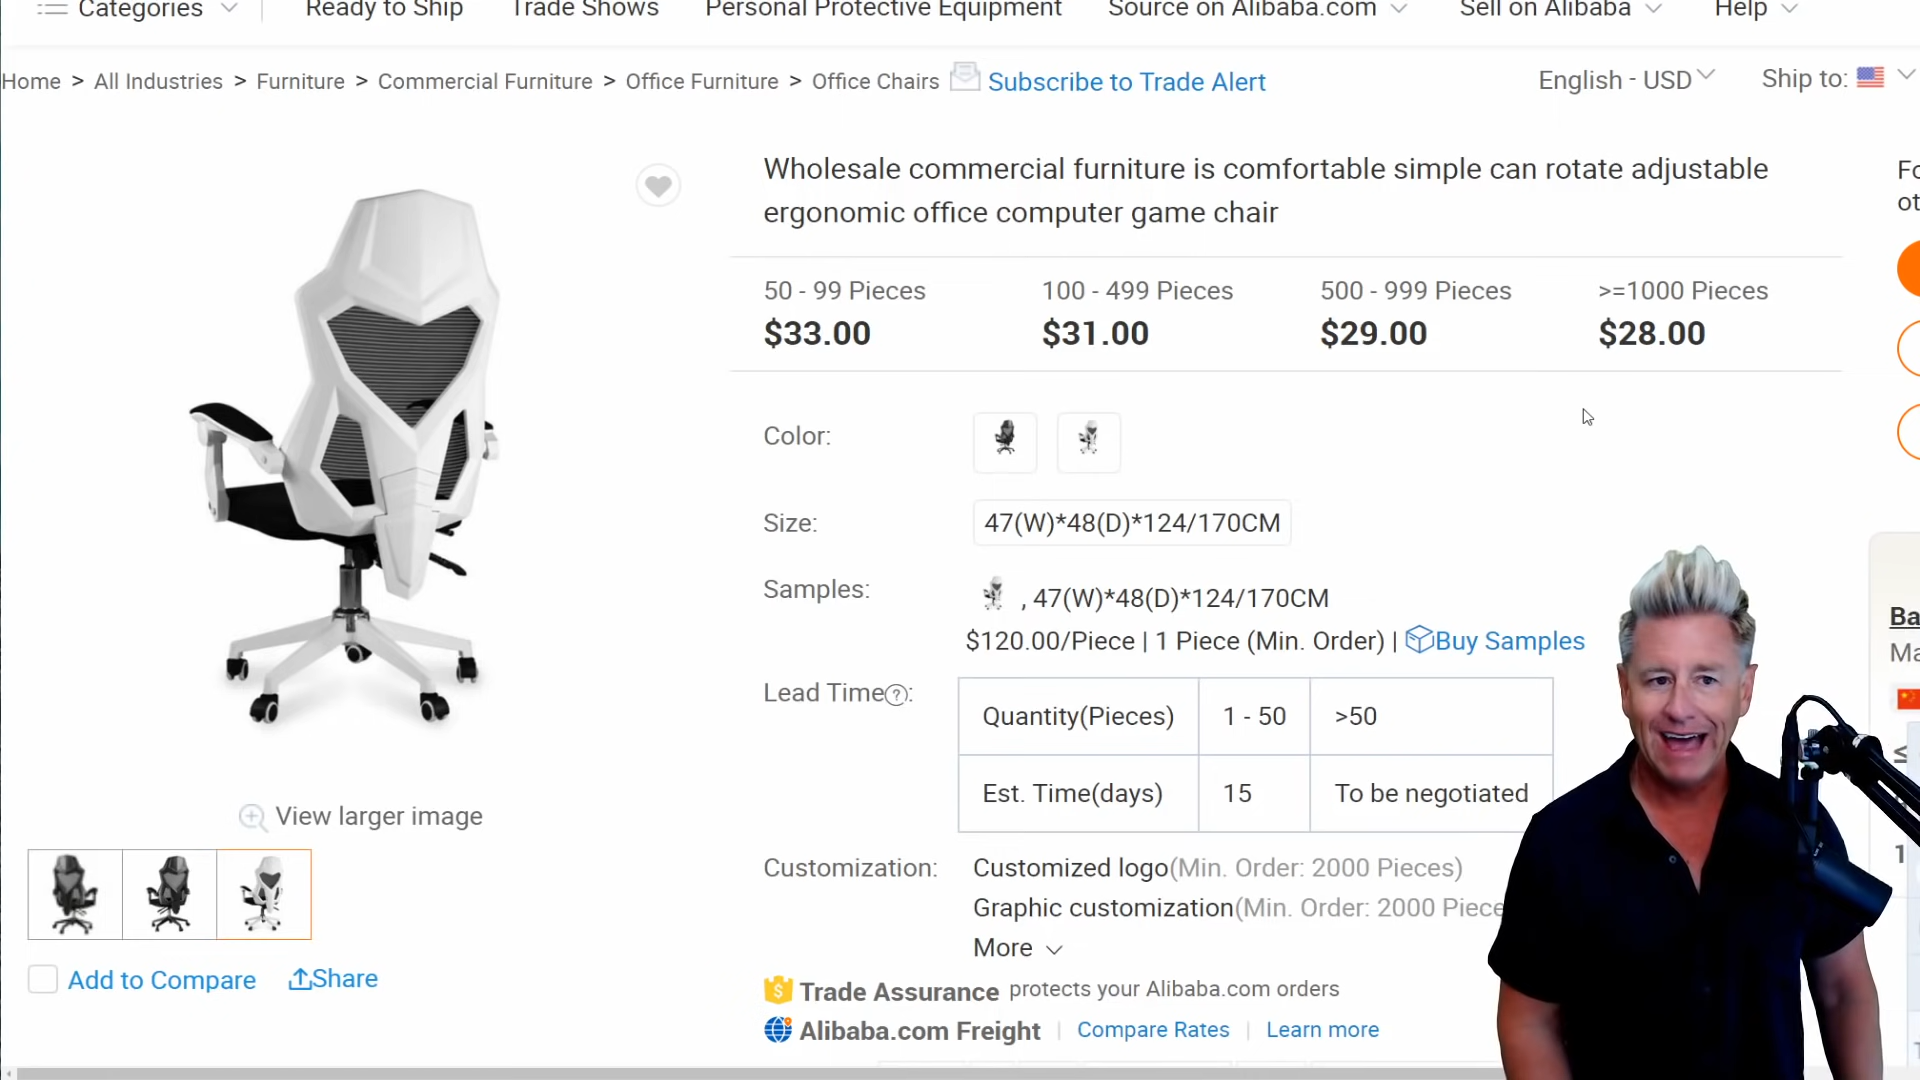 Categories Ready to Ship Trade Shows Personal Protective Equipment Source on Alibaba.com Sell on Alibaba Help
Home > All Industries > Furniture > Commercial Furniture > Office Furniture > Office Chairs Subscribe to Trade Alert English - USD Ship to:
Wholesale commercial furniture is comfortable simple can rotate adjustable
ergonomic office computer game chair
50 - 99 Pieces 100 - 499 Pieces 500 - 999 Pieces >=1000 Pieces
$33.00 $31.00 $29.00 $28.00
Color:
Size: 47(W)*48(D)*124/170CM
Samples: , 47(W)*48(D)*124/170CM
$120.00/Piece | 1 Piece (Min. Order) | Buy Samples
Lead Time?:
Quantity(Pieces) 1 - 50 >50
Est. Time(days) 15 To be negotiated
View larger image
Customization: Customized logo(Min. Order: 2000 Pieces)
Graphic customization(Min. Order: 2000 Piece
More
Add to Compare Share
Trade Assurance protects your Alibaba.com orders
Alibaba.com Freight | Compare Rates | Learn more